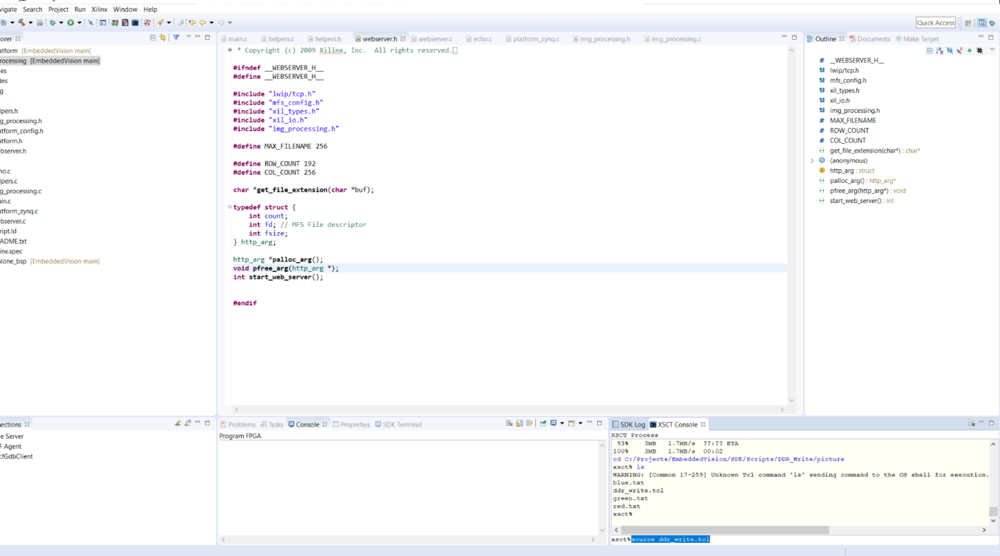 vigate Search Project Run Xilinx Window Help
Quick Access
orer
atform [EmbeddedVision main]
rocessing [EmbeddedVision main]
es
des
g
lpers.h
g_processing.h
atform_config.h
atform.h
ebserver.h
ho.c
lpers.c
g_processing.c
ain.c
atform_zynq.c
ebserver.c
ript.ld
ADME.txt
inx.spec
alone_bsp [EmbeddedVision main]
main.c helpers.c helpers.h webserver.h webserver.c echo.c platform_zynq.c img_processing.h img_processing.c
* Copyright (c) 2009 Xilinx, Inc.  All rights reserved.
#ifndef __WEBSERVER_H__
#define __WEBSERVER_H__
#include "lwip/tcp.h"
#include "mfs_config.h"
#include "xil_types.h"
#include "xil_io.h"
#include "img_processing.h"
#define MAX_FILENAME 256
#define ROW_COUNT 192
#define COL_COUNT 256
char *get_file_extension(char *buf);
typedef struct {
    int count;
    int fd; // MFS File descriptor
    int fsize;
} http_arg;
http_arg *palloc_arg();
void pfree_arg(http_arg *);
int start_web_server();
#endif
Outline Documents Make Target
__WEBSERVER_H__
lwip/tcp.h
mfs_config.h
xil_types.h
xil_io.h
img_processing.h
MAX_FILENAME
ROW_COUNT
COL_COUNT
get_file_extension(char*) : char*
(anonymous)
http_arg : struct
palloc_arg() : http_arg*
pfree_arg(http_arg*) : void
start_web_server() : int
nections
re Server
F Agent
cfGdbClient
Problems Tasks Console Properties SDK Terminal
Program FPGA
SDK Log XSCT Console
XSCT Process
93%    3MB   1.7MB/s  ??:?? ETA
100%    3MB   1.7MB/s  00:02
cd C:/Projects/EmbeddedVision/SDK/Scripts/DDR_Write/picture
xsct% ls
WARNING: [Common 17-259] Unknown Tcl command 'ls' sending command to the OS shell for execution.
blue.txt
ddr_write.tcl
green.txt
red.txt
xsct%
xsct% source ddr_write.tcl